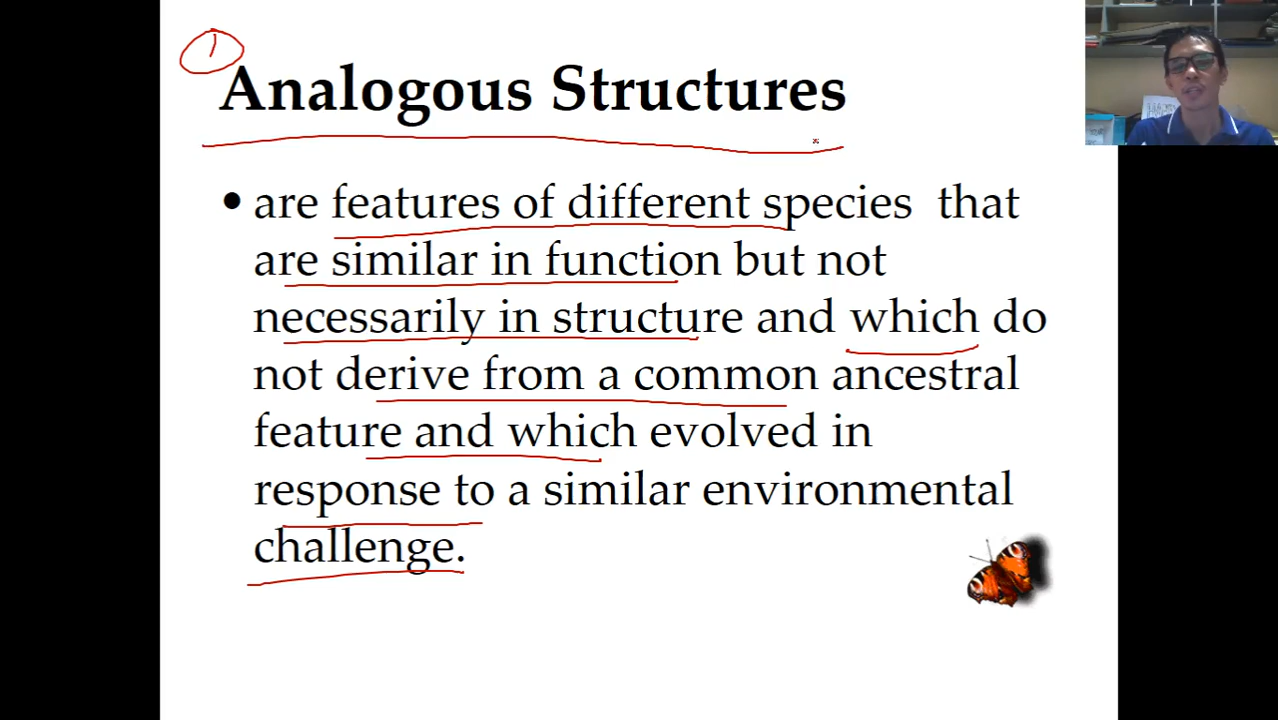 1
Analogous Structures
• are features of different species that
are similar in function but not
necessarily in structure and which do
not derive from a common ancestral
feature and which evolved in
response to a similar environmental
challenge.